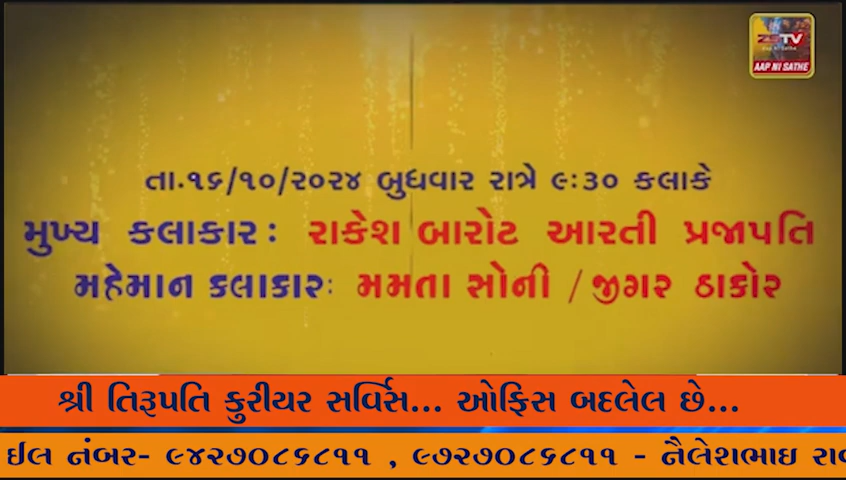 ZSTV
AAP NI SATHE
તા.૧૬/૧૦/૨૦૨૪ બુધવાર રાત્રે ૯:૩૦ કલાકે
મુખ્ય કલાકાર: રાકેશ બારોટ આરતી પ્રજાપતિ
મહેમાન કલાકાર: મમતા સોની / જીગર ઠાકોર
શ્રી તિરૂપતિ કુરીયર સર્વિસ... ઓફિસ બદલેલ છે...
ઈલ નંબર- ૯૪૨૭૦૮૬૮૧૧ , ૯૭૨૭૦૮૬૮૧૧ - નૈલેશભાઇ